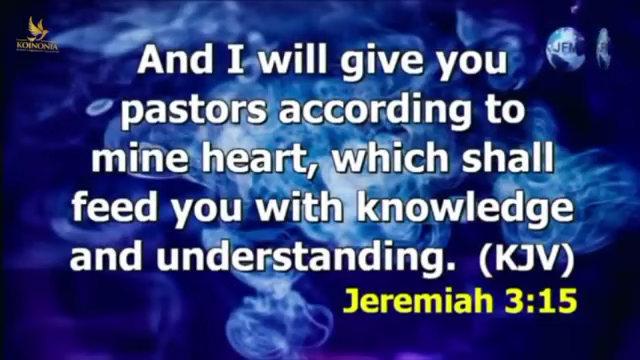 KOINONIA
JFM
And I will give you
pastors according to
mine heart, which shall
feed you with knowledge
and understanding. (KJV)
Jeremiah 3:15